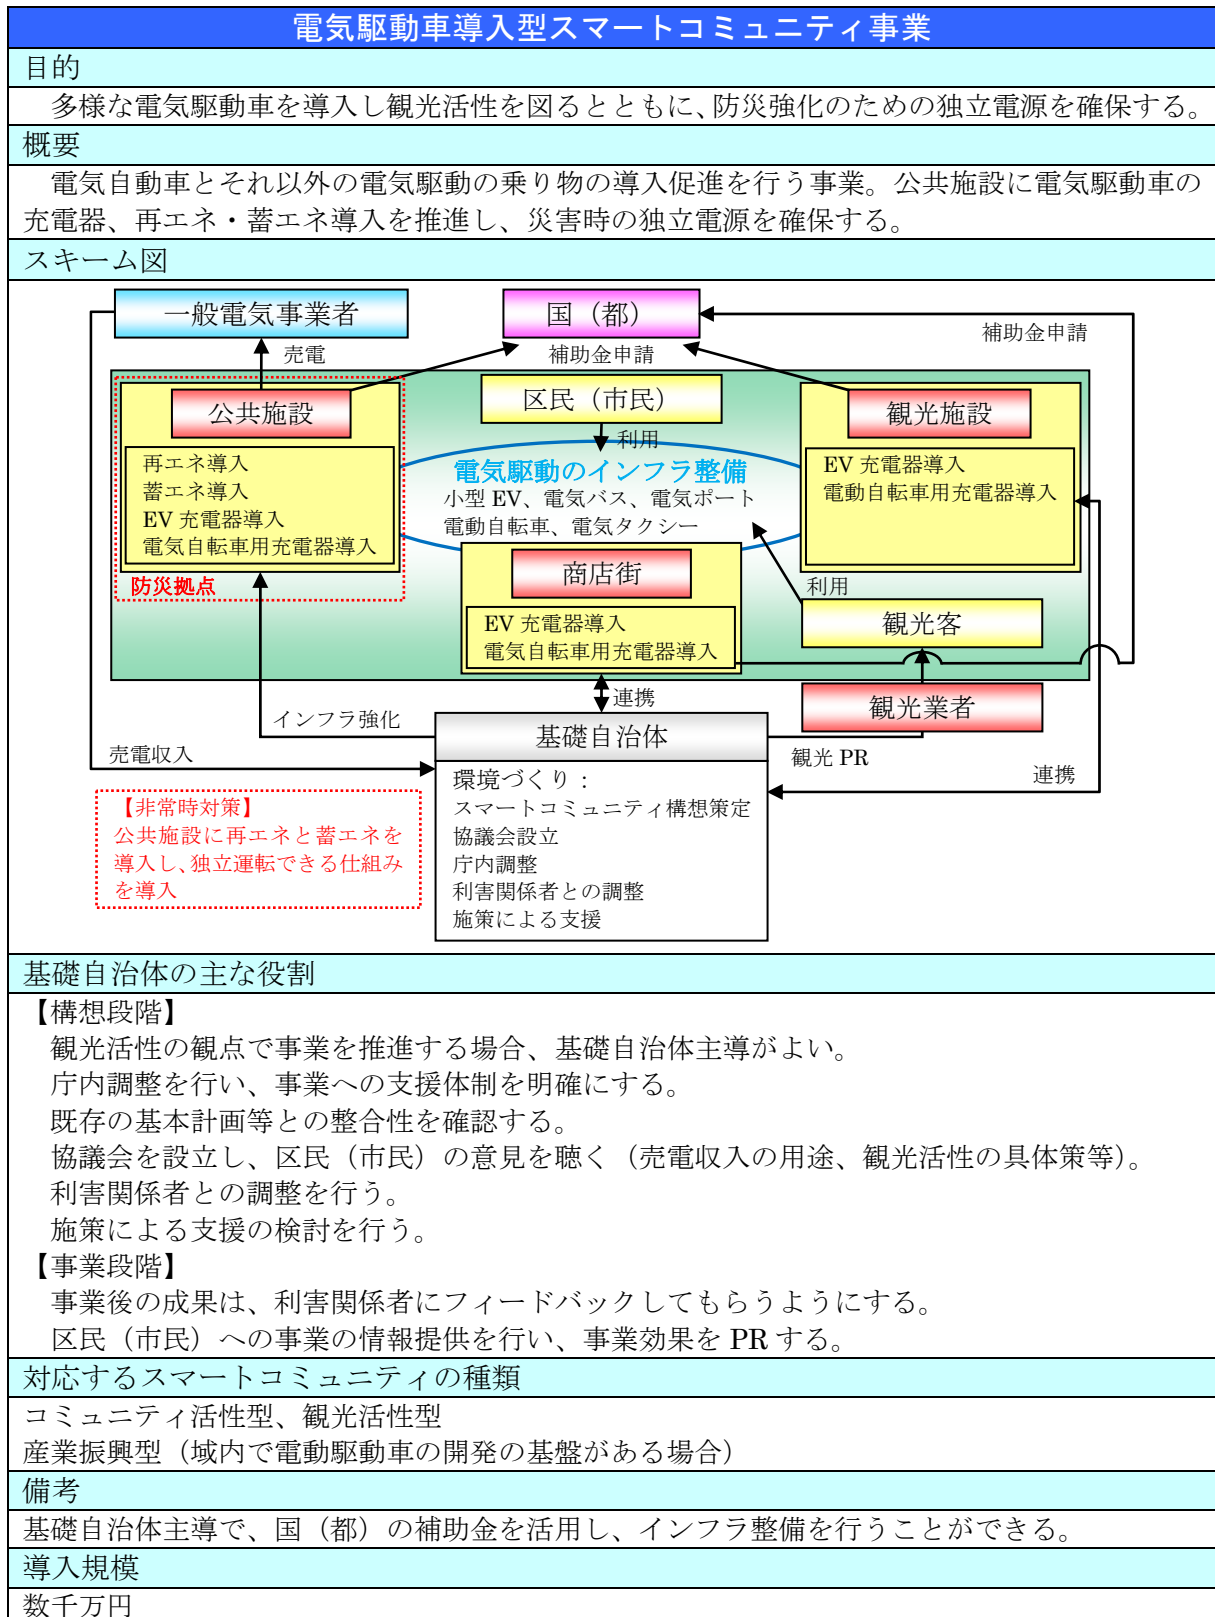 電気駆動車導入型スマートコミュニティ事業
目的
多様な電気駆動車を導入し観光活性を図るとともに、防災強化のための独立電源を確保する。
概要
電気自動車とそれ以外の電気駆動の乗り物の導入促進を行う事業。公共施設に電気駆動車の
充電器、再エネ・蓄エネ導入を推進し、災害時の独立電源を確保する。
スキーム図
一般電気事業者
国（都）
補助金申請
売電
補助金申請
公共施設
区民（市民）
観光施設
利用
再エネ導入
蓄エネ導入
EV 充電器導入
電気自転車用充電器導入
防災拠点
電気駆動のインフラ整備
小型 EV、電気バス、電気ポート
電動自転車、電気タクシー
EV 充電器導入
電動自転車用充電器導入
商店街
EV 充電器導入
電気自転車用充電器導入
利用
観光客
観光業者
連携
インフラ強化
基礎自治体
観光 PR
売電収入
連携
環境づくり：
スマートコミュニティ構想策定
協議会設立
庁内調整
利害関係者との調整
施策による支援
【非常時対策】
公共施設に再エネと蓄エネを
導入し、独立運転できる仕組み
を導入
基礎自治体の主な役割
【構想段階】
観光活性の観点で事業を推進する場合、基礎自治体主導がよい。
庁内調整を行い、事業への支援体制を明確にする。
既存の基本計画等との整合性を確認する。
協議会を設立し、区民（市民）の意見を聴く（売電収入の用途、観光活性の具体策等）。
利害関係者との調整を行う。
施策による支援の検討を行う。
【事業段階】
事業後の成果は、利害関係者にフィードバックしてもらうようにする。
区民（市民）への事業の情報提供を行い、事業効果を PR する。
対応するスマートコミュニティの種類
コミュニティ活性型、観光活性型
産業振興型（域内で電動駆動車の開発の基盤がある場合）
備考
基礎自治体主導で、国（都）の補助金を活用し、インフラ整備を行うことができる。
導入規模
数千万円